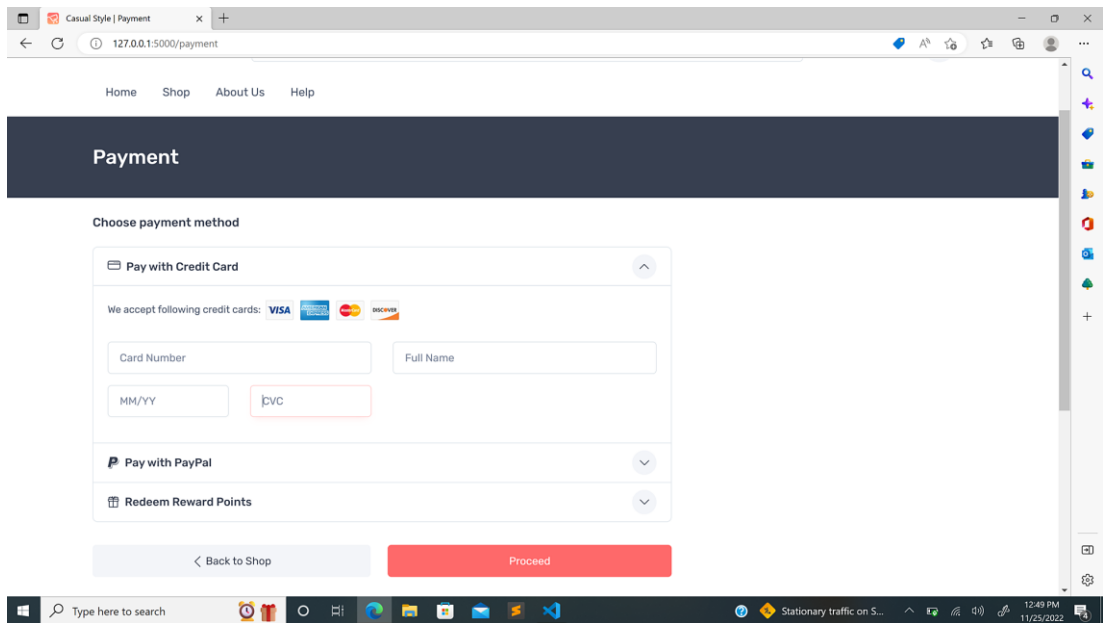 Casual Style | Payment
127.0.0.1:5000/payment
Home Shop About Us Help
Payment
Choose payment method
Pay with Credit Card
We accept following credit cards: VISA DISCOVER
Card Number Full Name
MM/YY CVC
Pay with PayPal
Redeem Reward Points
Back to Shop Proceed
Type here to search Stationary traffic on S... 12:49 PM
11/25/2022